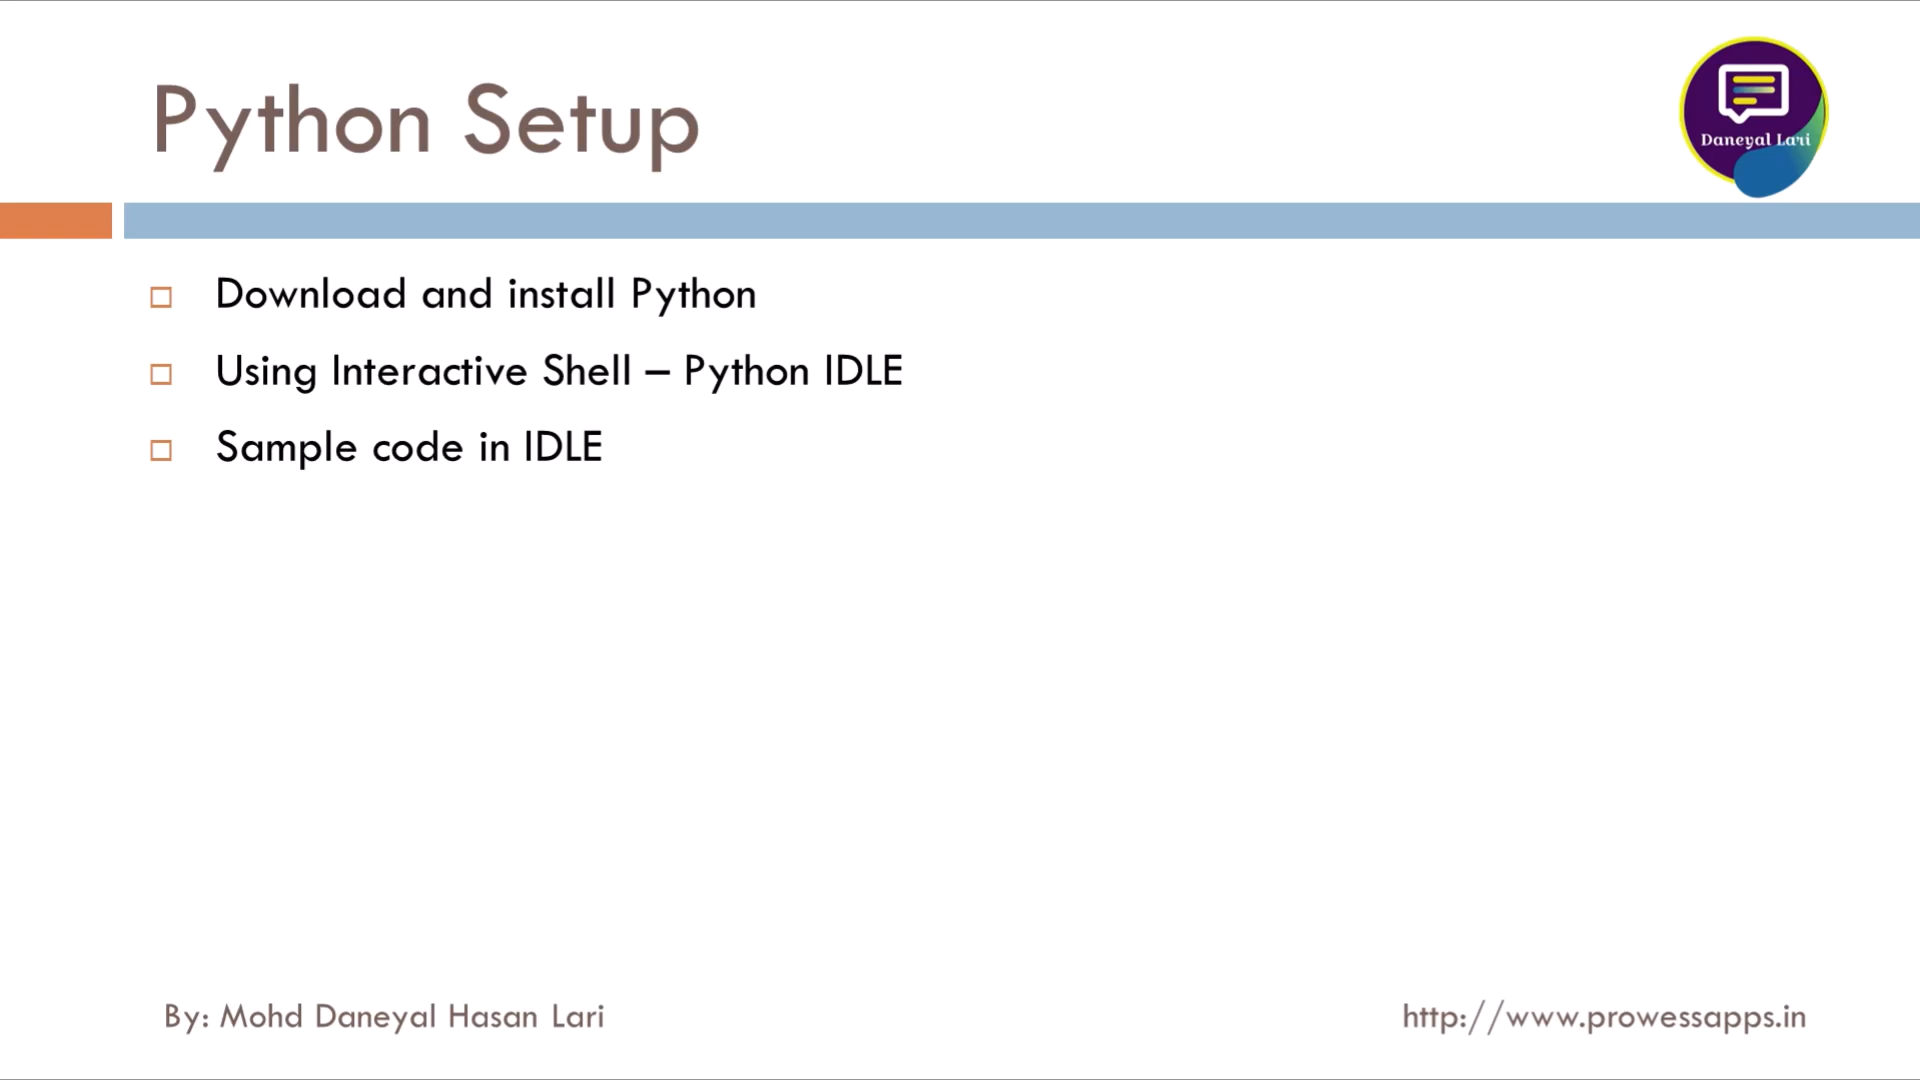 Python Setup
Daneyal Lari
Download and install Python
Using Interactive Shell – Python IDLE
Sample code in IDLE
By: Mohd Daneyal Hasan Lari
http://www.prowessapps.in